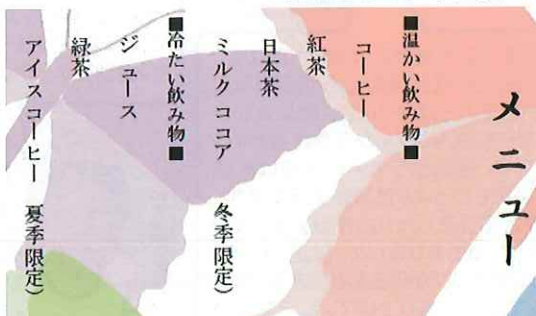 メニュー
■温かい飲み物■
コーヒー
紅茶
日本茶
ミルクココア 冬季限定）
■冷たい飲み物■
ジュース
緑茶
アイスコーヒー 夏季限定）